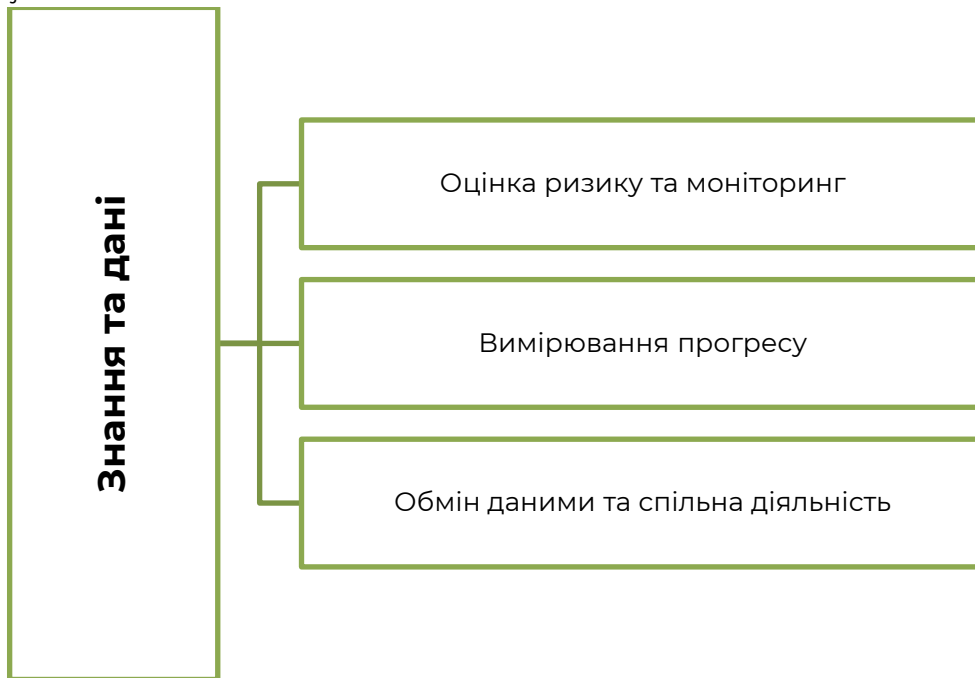 Знання та дані
Оцінка ризику та моніторинг
Вимірювання прогресу
Обмін даними та спільна діяльність